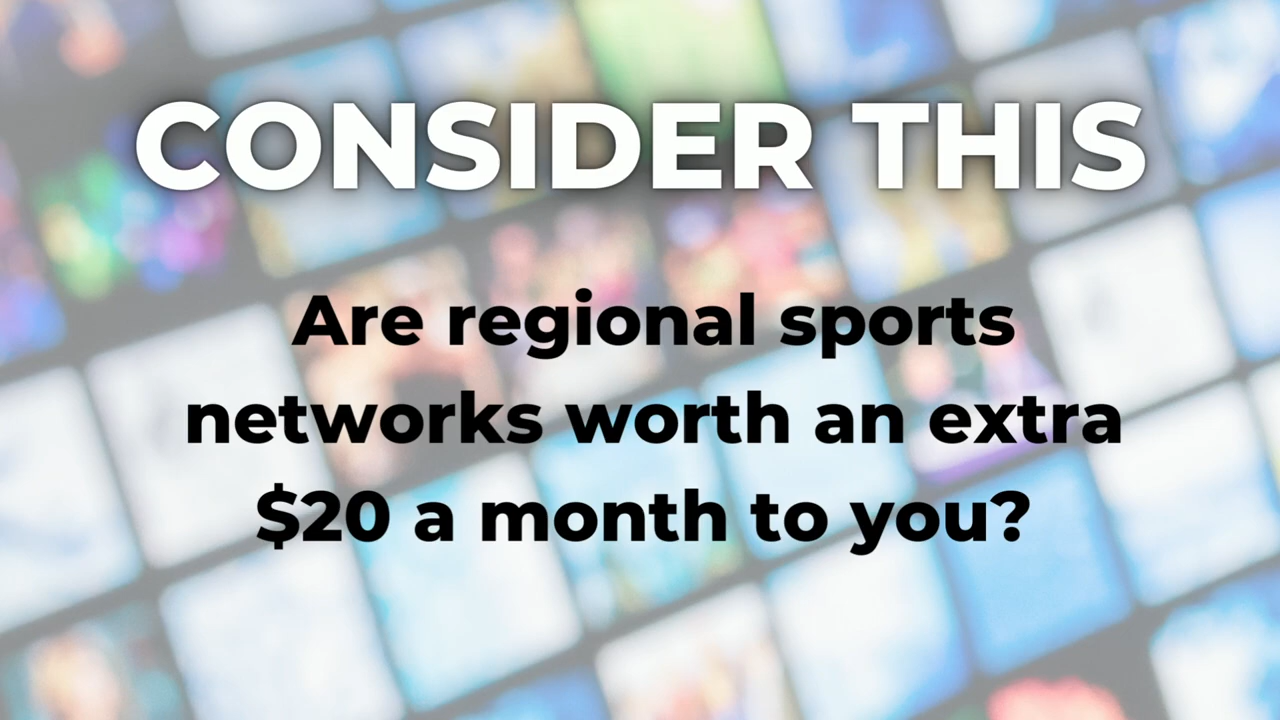 CONSIDER THIS
Are regional sports
networks worth an extra
$20 a month to you?